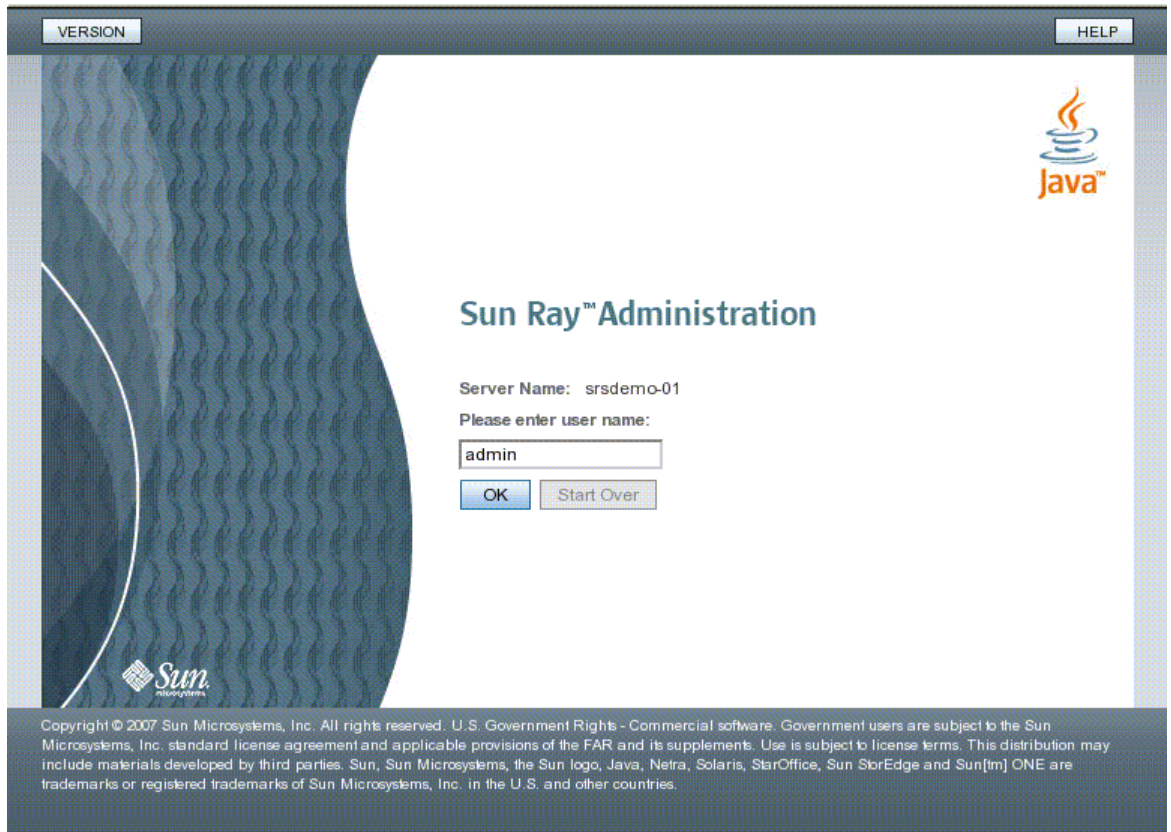 VERSION
HELP
Java™
Sun Ray™ Administration
Server Name: srsdemo-01
Please enter user name:
admin
OK
Start Over
Sun
microsystems
Copyright © 2007 Sun Microsystems, Inc. All rights reserved. U.S. Government Rights - Commercial software. Government users are subject to the Sun
Microsystems, Inc. standard license agreement and applicable provisions of the FAR and its supplements. Use is subject to license terms. This distribution may
include materials developed by third parties. Sun, Sun Microsystems, the Sun logo, Java, Netra, Solaris, StarOffice, Sun StorEdge and Sun[tm] ONE are
trademarks or registered trademarks of Sun Microsystems, Inc. in the U.S. and other countries.